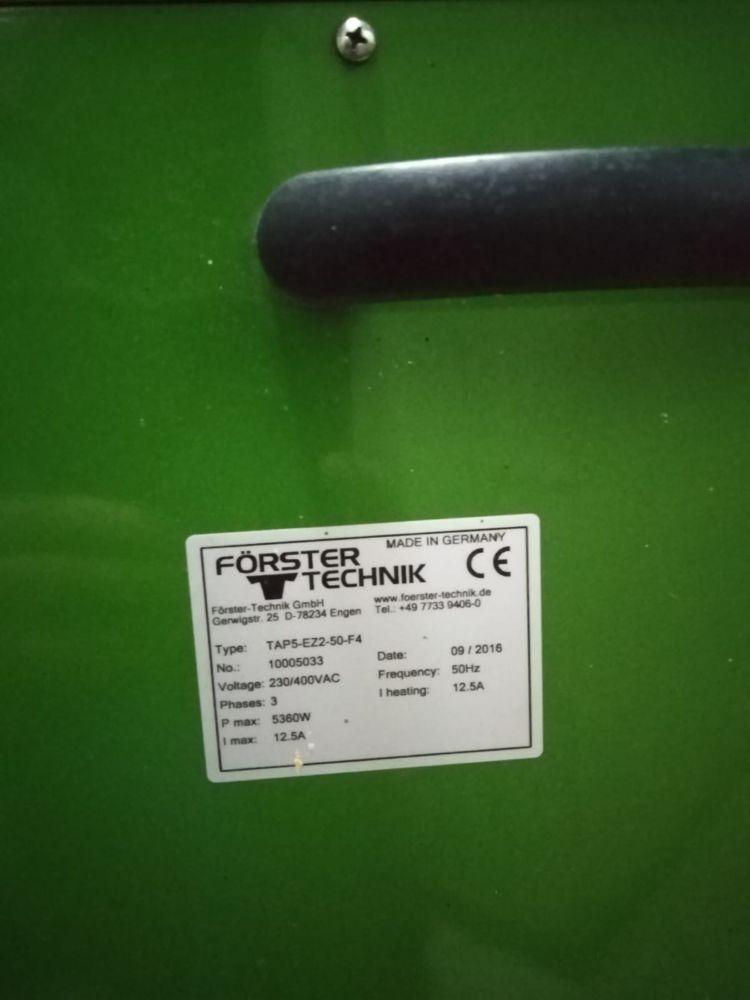 MADE IN GERMANY
FÖRSTER
TECHNIK
CE
Förster-Technik GmbH www.foerster-technik.de
Gerwigstr. 25 D-78234 Engen Tel.: +49 7733 9406-0
Type: TAP5-EZ2-50-F4
No.: 10005033 Date: 09 / 2016
Voltage: 230/400VAC Frequency: 50Hz
Phases: 3 I heating: 12.5A
P max: 5360W
I max: 12.5A